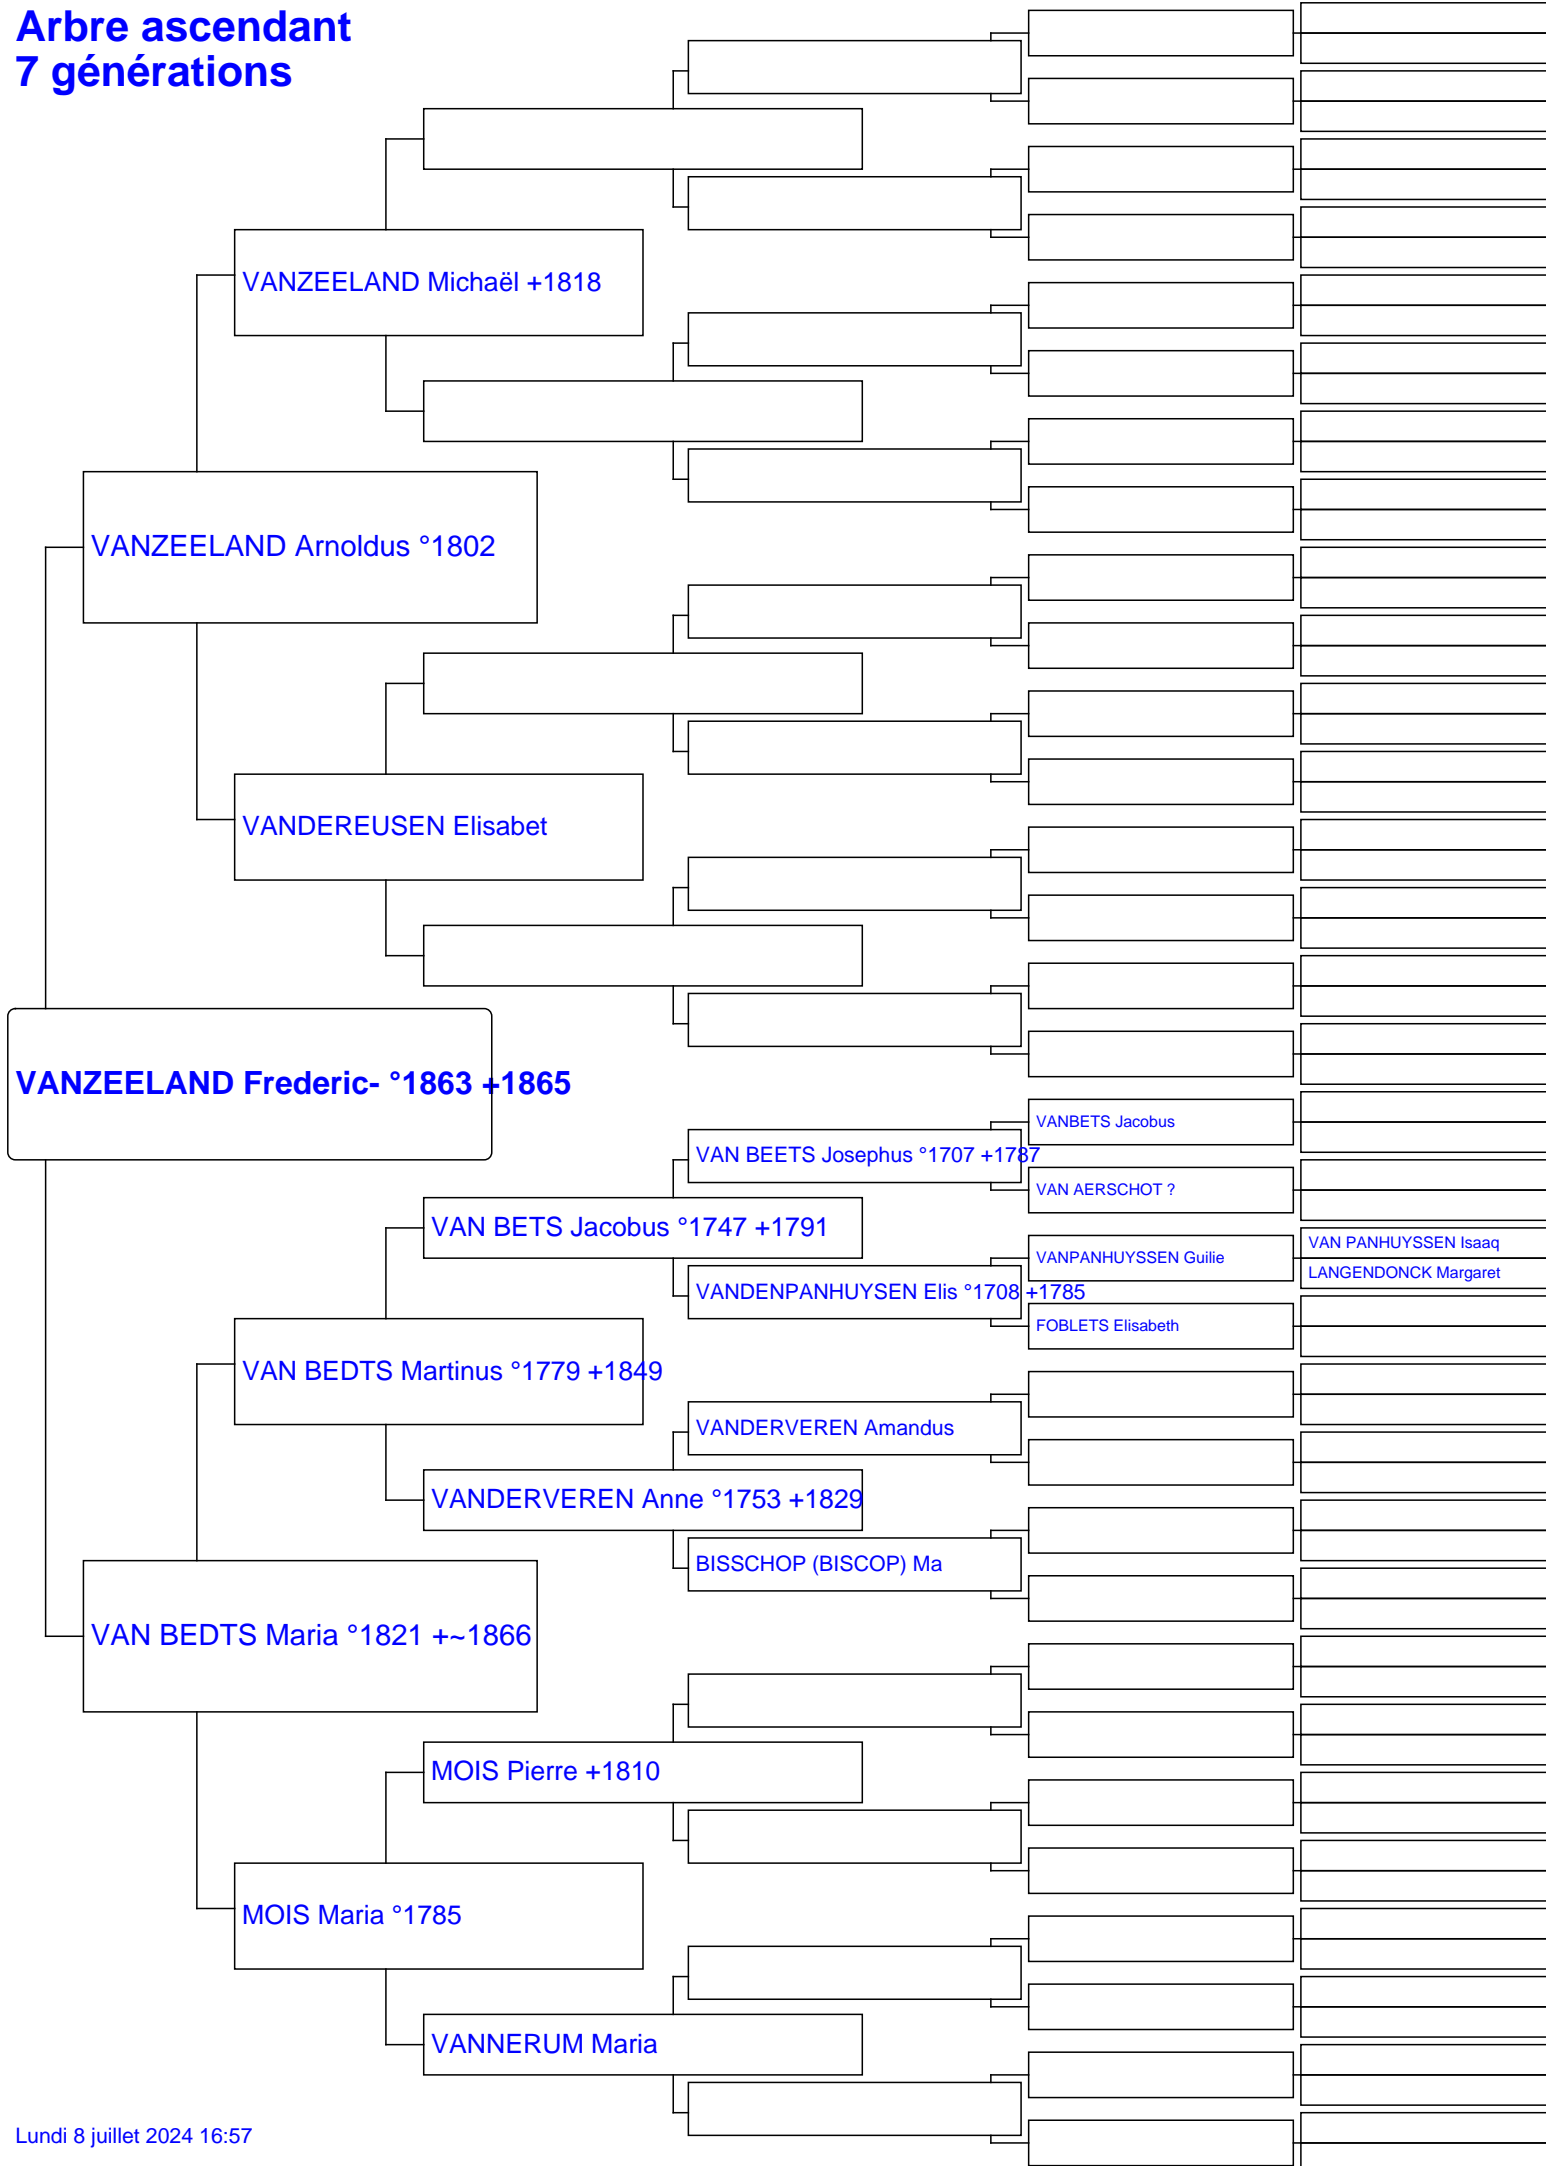 Arbre ascendant
7 générations
VANZEELAND Michaël +1818
VANZEELAND Arnoldus °1802
VANDEREUSEN Elisabet
VANZEELAND Frederic- °1863 +1865
VANBETS Jacobus
VAN BEETS Josephus °1707 +1787
VAN AERSCHOT ?
VAN BETS Jacobus °1747 +1791
VAN PANHUYSSEN Isaaq
VANPANHUYSSEN Guilie
LANGENDONCK Margaret
VANDENPANHUYSEN Elis °1708 +1785
FOBLETS Elisabeth
VAN BEDTS Martinus °1779 +1849
VANDERVEREN Amandus
VANDERVEREN Anne °1753 +1829
BISSCHOP (BISCOP) Ma
VAN BEDTS Maria °1821 +~1866
MOIS Pierre +1810
MOIS Maria °1785
VANNERUM Maria
Lundi 8 juillet 2024 16:57